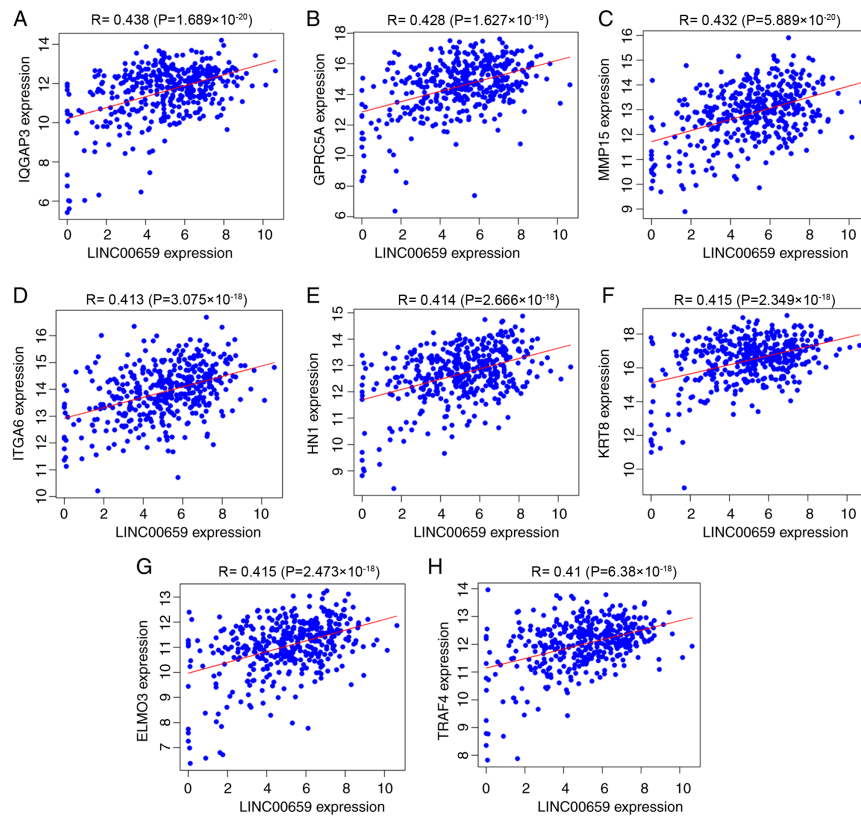 A
R= 0.438 (P=1.689×10-20)
IQGAP3 expression
14
12
10
8
6
0 2 4 6 8 10
LINC00659 expression
B
R= 0.428 (P=1.627×10-19)
GPRC5A expression
16
14
12
10
8
6
0 2 4 6 8 10
LINC00659 expression
C
R= 0.432 (P=5.889×10-20)
MMP15 expression
16
15
14
13
12
11
10
9
0 2 4 6 8 10
LINC00659 expression
D
R= 0.413 (P=3.075×10-18)
ITGA6 expression
16
15
14
13
12
11
10
0 2 4 6 8 10
LINC00659 expression
E
R= 0.414 (P=2.666×10-18)
HN1 expression
15
14
13
12
11
10
9
0 2 4 6 8 10
LINC00659 expression
F
R= 0.415 (P=2.349×10-18)
KRT8 expression
18
16
14
12
10
0 2 4 6 8 10
LINC00659 expression
G
R= 0.415 (P=2.473×10-18)
ELMO3 expression
13
12
11
10
9
8
7
0 2 4 6 8 10
LINC00659 expression
H
R= 0.41 (P=6.38×10-18)
TRAF4 expression
14
13
12
11
10
9
8
0 2 4 6 8 10
LINC00659 expression